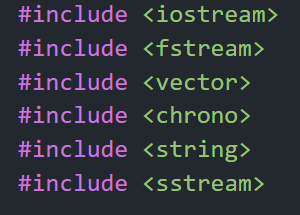 #include <iostream>
#include <fstream>
#include <vector>
#include <chrono>
#include <string>
#include <sstream>